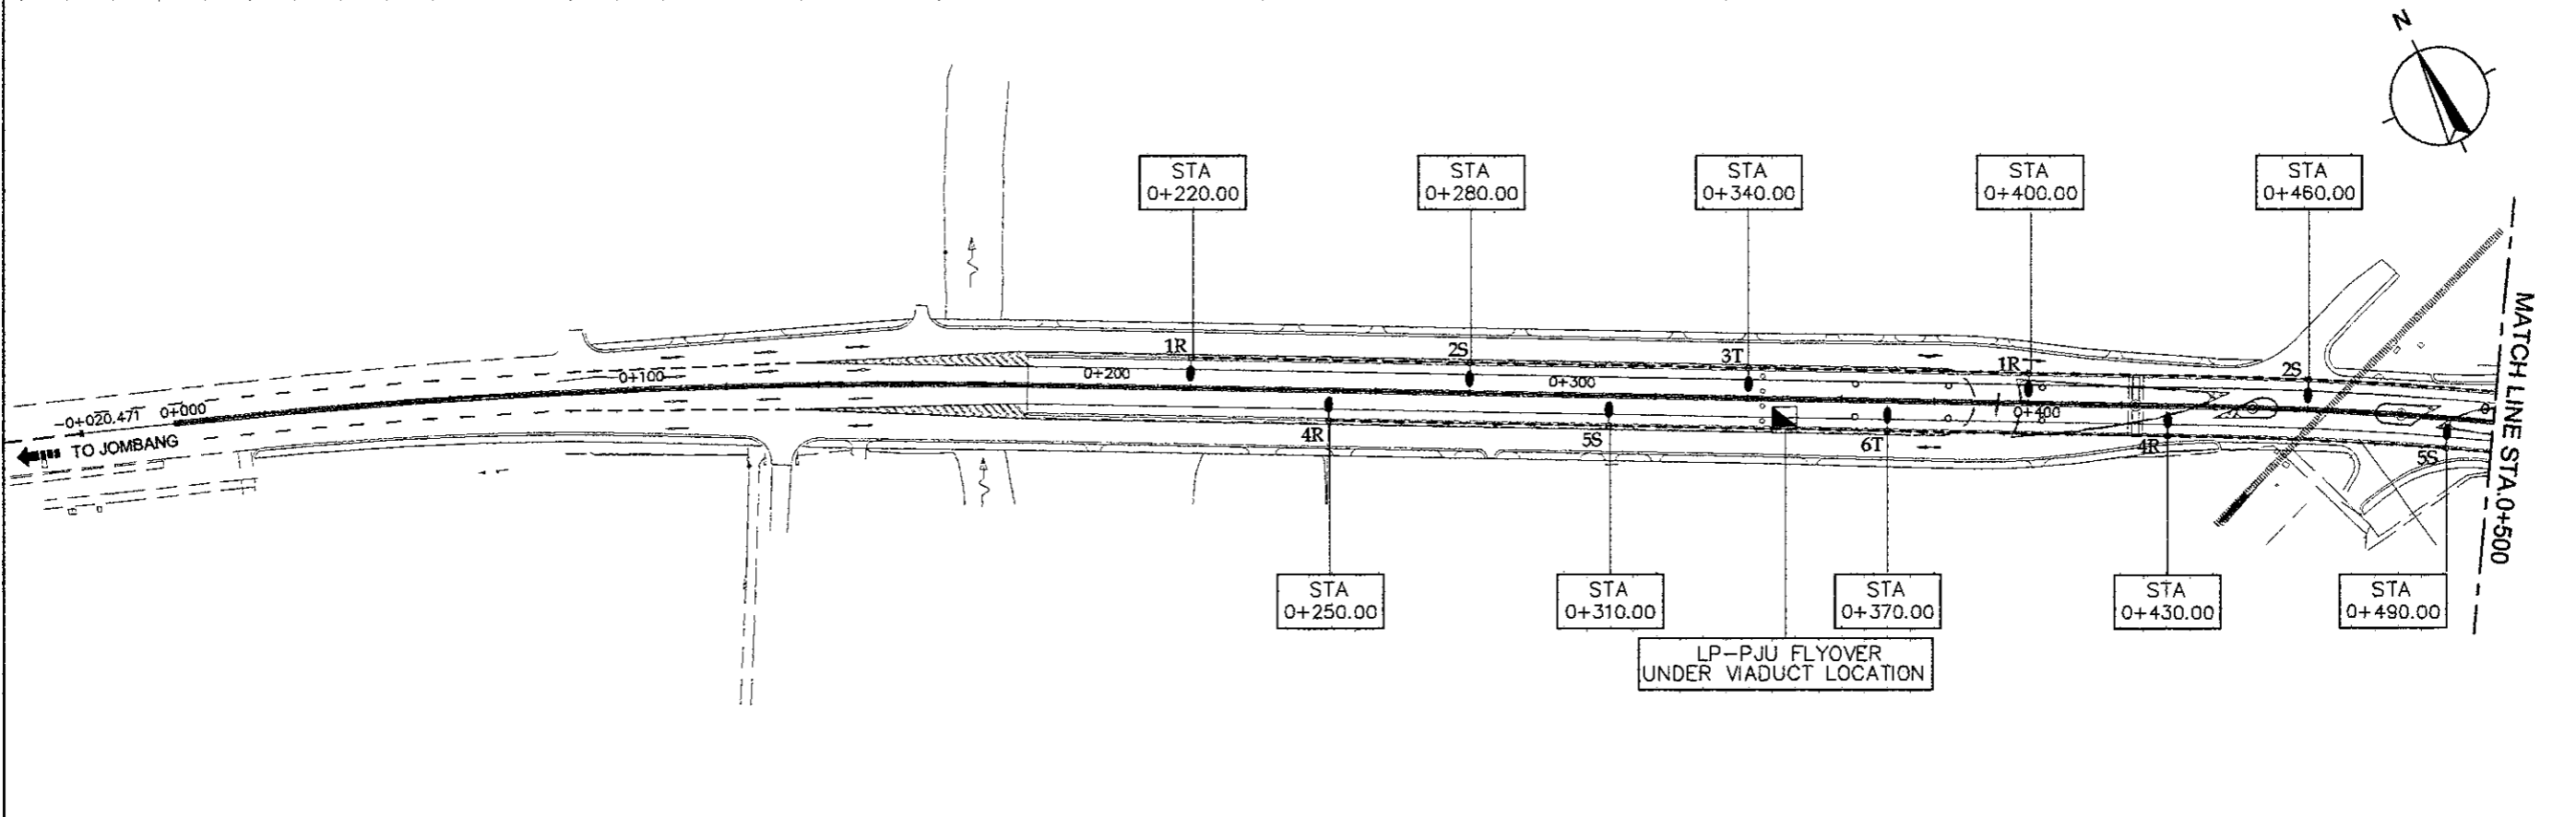 N
STA
0+220.00
STA
0+280.00
STA
0+340.00
STA
0+400.00
STA
0+460.00
1R
2S
3T
1R
2S
-0+020.471
0+000
0+100
0+200
0+300
0+400
TO JOMBANG
4R
5S
6T
4R
5S
MATCH LINE STA.0+500
STA
0+250.00
STA
0+310.00
STA
0+370.00
STA
0+430.00
STA
0+490.00
LP-PJU FLYOVER
UNDER VIADUCT LOCATION